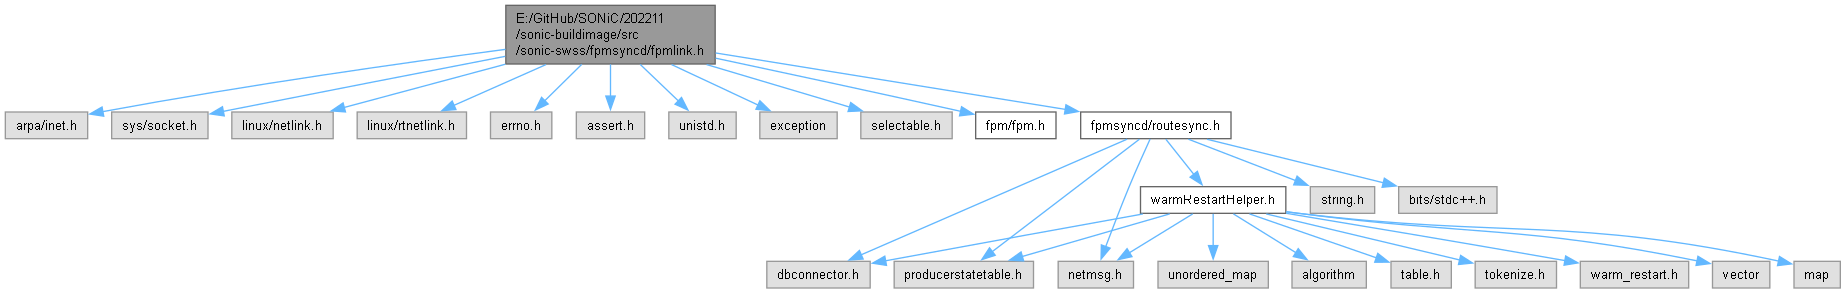 E:/GitHub/SONiC/202211
/sonic-buildimage/src
/sonic-swss/fpmsyncd/fpmlink.h
arpa/inet.h
sys/socket.h
linux/netlink.h
linux/rtnetlink.h
errno.h
assert.h
unistd.h
exception
selectable.h
fpm/fpm.h
fpmsyncd/routesync.h
warmRestartHelper.h
string.h
bits/stdc++.h
dbconnector.h
producerstatetable.h
netmsg.h
unordered_map
algorithm
table.h
tokenize.h
warm_restart.h
vector
map